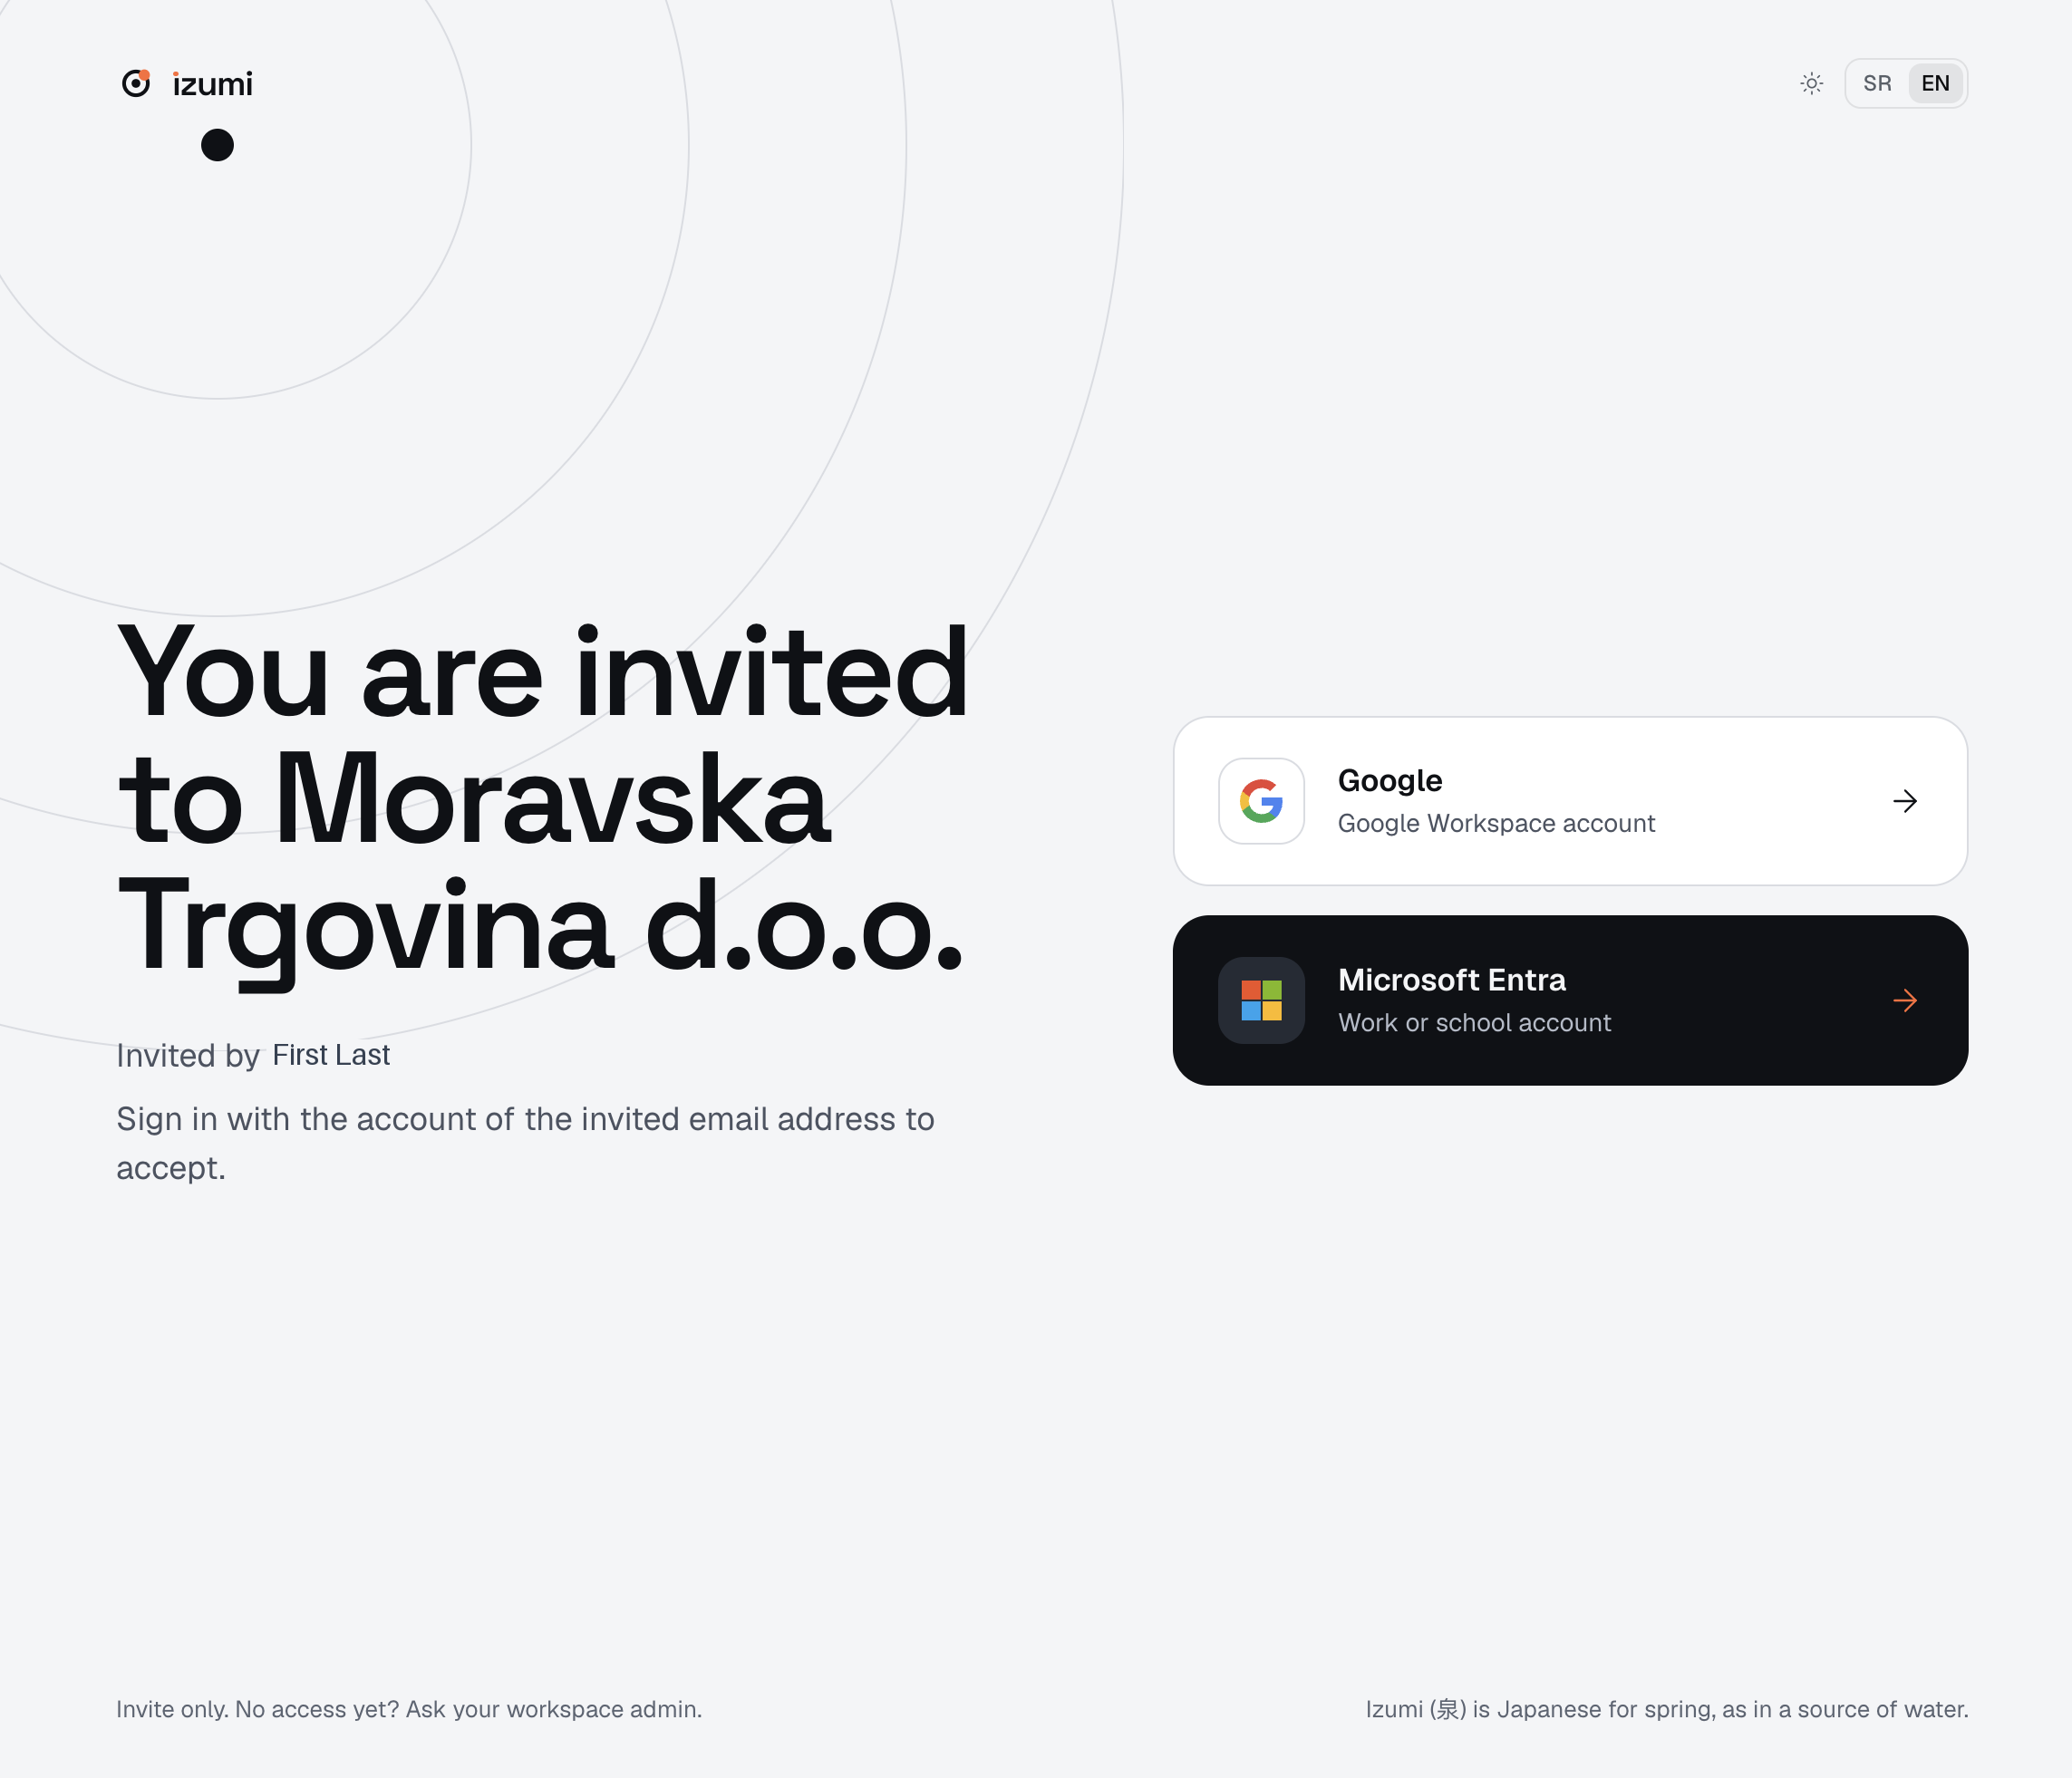 izumi
SR EN
You are invited
to Moravska
Trgovina d.o.o.
Invited by First Last
Sign in with the account of the invited email address to
accept.
Google
Google Workspace account
Microsoft Entra
Work or school account
Invite only. No access yet? Ask your workspace admin.
Izumi (泉) is Japanese for spring, as in a source of water.